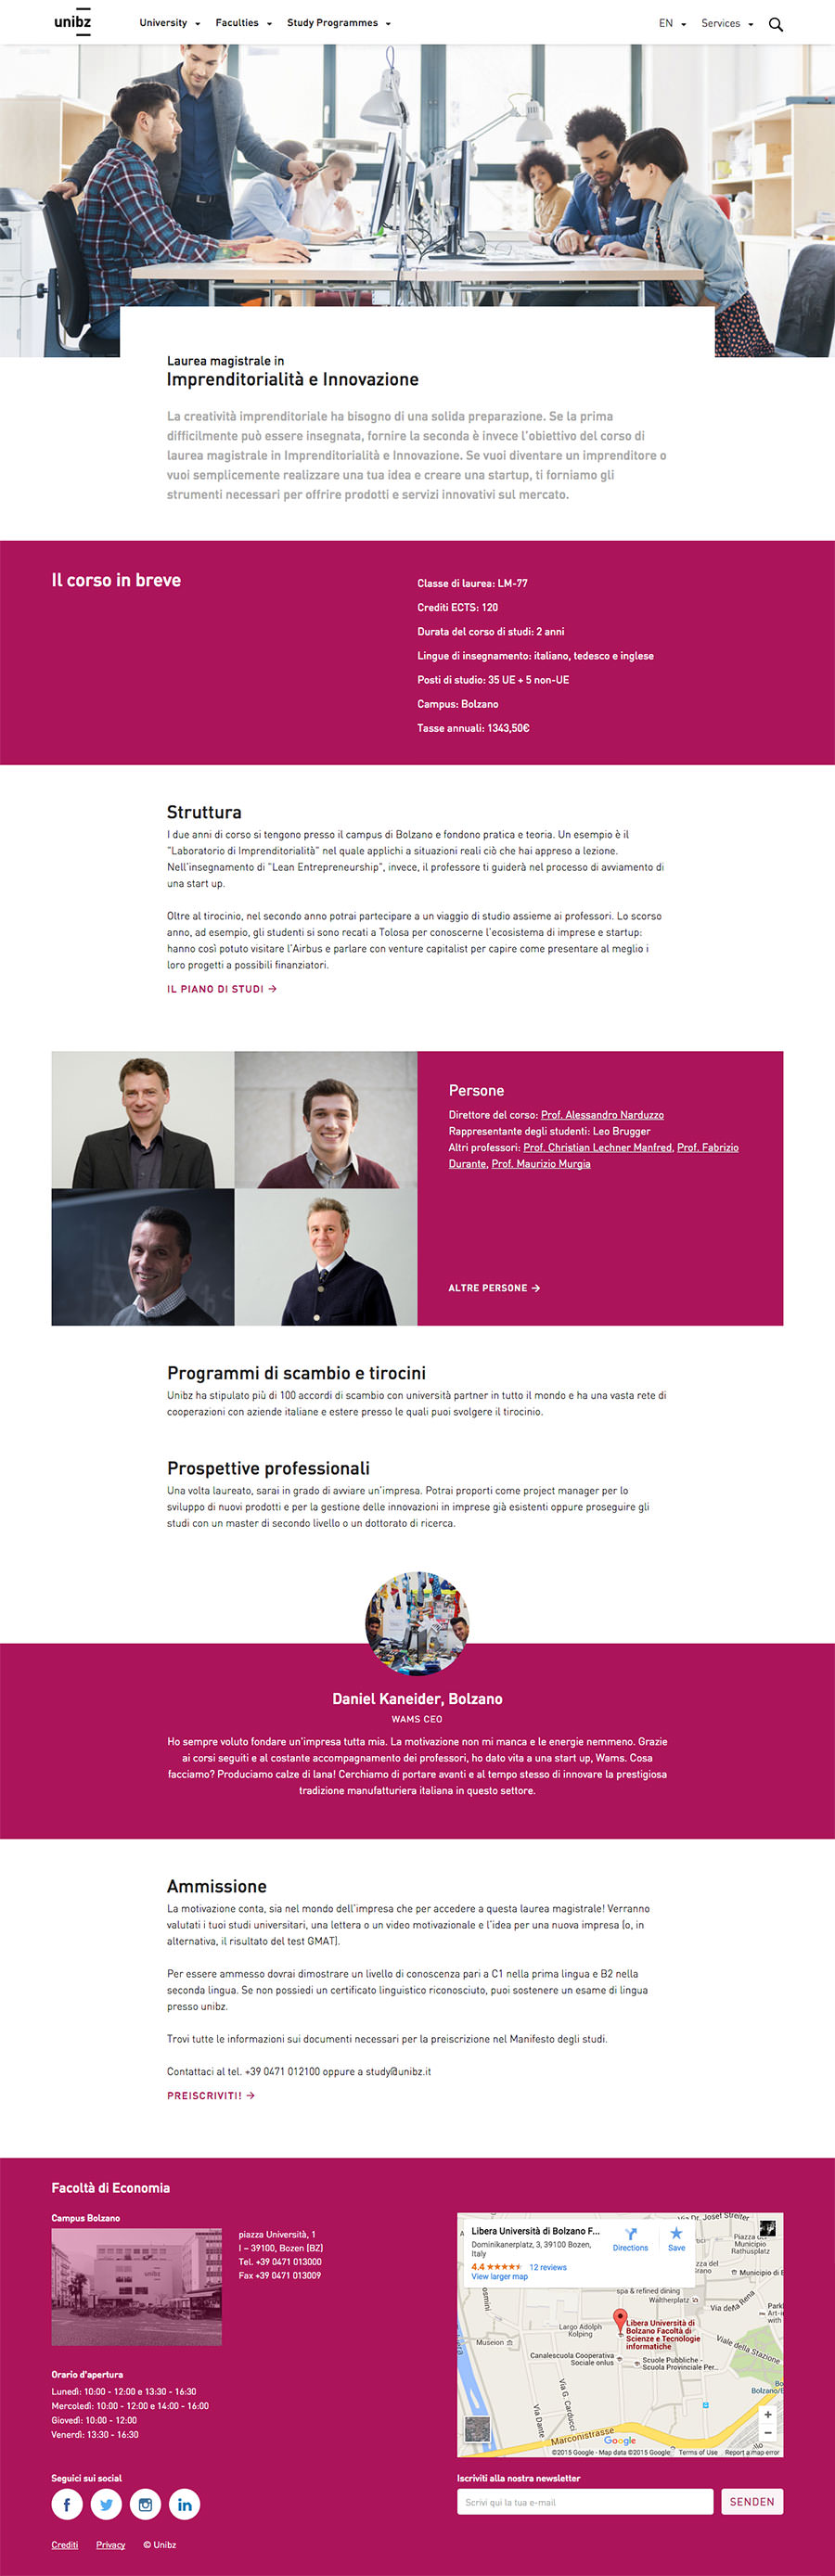 unibz
University Faculties Study Programmes EN Services
Laurea magistrale in
Imprenditorialità e Innovazione
La creatività imprenditoriale ha bisogno di una solida preparazione. Se la prima
difficilmente può essere insegnata, fornire la seconda è invece l'obiettivo del corso di
laurea magistrale in Imprenditorialità e Innovazione. Se vuoi diventare un imprenditore o
vuoi semplicemente realizzare una tua idea e creare una startup, ti forniamo gli
strumenti necessari per offrire prodotti e servizi innovativi sul mercato.
Il corso in breve
Classe di laurea: LM-77
Crediti ECTS: 120
Durata del corso di studi: 2 anni
Lingue di insegnamento: italiano, tedesco e inglese
Posti di studio: 35 UE + 5 non-UE
Campus: Bolzano
Tasse annuali: 1343,50€
Struttura
I due anni di corso si tengono presso il campus di Bolzano e fondono pratica e teoria. Un esempio è il
"Laboratorio di Imprenditorialità" nel quale applichi a situazioni reali ciò che hai appreso a lezione.
Nell'insegnamento di "Lean Entrepreneurship", invece, il professore ti guiderà nel processo di avviamento di
una start up.
Oltre al tirocinio, nel secondo anno potrai partecipare a un viaggio di studio assieme ai professori. Lo scorso
anno, ad esempio, gli studenti si sono recati a Tolosa per conoscerne l'ecosistema di imprese e startup:
hanno così potuto visitare l'Airbus e parlare con venture capitalist per capire come presentare al meglio i
loro progetti a possibili finanziatori.
IL PIANO DI STUDI →
Persone
Direttore del corso: Prof. Alessandro Narduzzo
Rappresentante degli studenti: Leo Brugger
Altri professori: Prof. Christian Lechner Manfred, Prof. Fabrizio
Durante, Prof. Maurizio Murgia
ALTRE PERSONE →
Programmi di scambio e tirocini
Unibz ha stipulato più di 100 accordi di scambio con università partner in tutto il mondo e ha una vasta rete di
cooperazioni con aziende italiane e estere presso le quali puoi svolgere il tirocinio.
Prospettive professionali
Una volta laureato, sarai in grado di avviare un'impresa. Potrai proporti come project manager per lo
sviluppo di nuovi prodotti e per la gestione delle innovazioni in imprese già esistenti oppure proseguire gli
studi con un master di secondo livello o un dottorato di ricerca.
Daniel Kaneider, Bolzano
WAMS CEO
Ho sempre voluto fondare un'impresa tutta mia. La motivazione non mi manca e le energie nemmeno. Grazie
ai corsi seguiti e al costante accompagnamento dei professori, ho dato vita a una start up, Wams. Cosa
facciamo? Produciamo calze di lana! Cerchiamo di portare avanti e al tempo stesso di innovare la prestigiosa
tradizione manufatturiera italiana in questo settore.
Ammissione
La motivazione conta, sia nel mondo dell'impresa che per accedere a questa laurea magistrale! Verranno
valutati i tuoi studi universitari, una lettera o un video motivazionale e l'idea per una nuova impresa (o, in
alternativa, il risultato del test GMAT).
Per essere ammesso dovrai dimostrare un livello di conoscenza pari a C1 nella prima lingua e B2 nella
seconda lingua. Se non possiedi un certificato linguistico riconosciuto, puoi sostenere un esame di lingua
presso unibz.
Trovi tutte le informazioni sui documenti necessari per la preiscrizione nel Manifesto degli studi.
Contattaci al tel. +39 0471 012100 oppure a study@unibz.it
PREISCRIVITI! →
Facoltà di Economia
Campus Bolzano
unibz
piazza Università, 1
I – 39100, Bozen (BZ)
Tel. +39 0471 013000
Fax +39 0471 013009
Orario d'apertura
Lunedì: 10:00 - 12:00 e 13:30 - 16:30
Mercoledì: 10:00 - 12:00 e 14:00 - 16:00
Giovedì: 10:00 - 12:00
Venerdì: 13:30 - 16:30
Libera Università di Bolzano F...
Dominikanerplatz, 3, 39100 Bozen,
Italy
4.4 12 reviews
View larger map
Directions
Save
Municipio
Rathusplatz
spa & refined dining
Waltherplatz
Libera Università di
Bolzano Facoltà di
Scienze e Tecnologie
informatiche
Largo Adolph
Kolping
Museion
Canalescuola Cooperativa
Sociale onlus
Scuole Pubbliche -
Scuola Provinciale Per...
Viale della Stazione
Via Dante
Via G. Carducci
Marconistrasse
Google
©2015 Google - Map data ©2015 Google Terms of Use Report a map error
Seguici sui social
Iscriviti alla nostra newsletter
Scrivi qui la tua e-mail
SENDEN
Crediti Privacy © Unibz